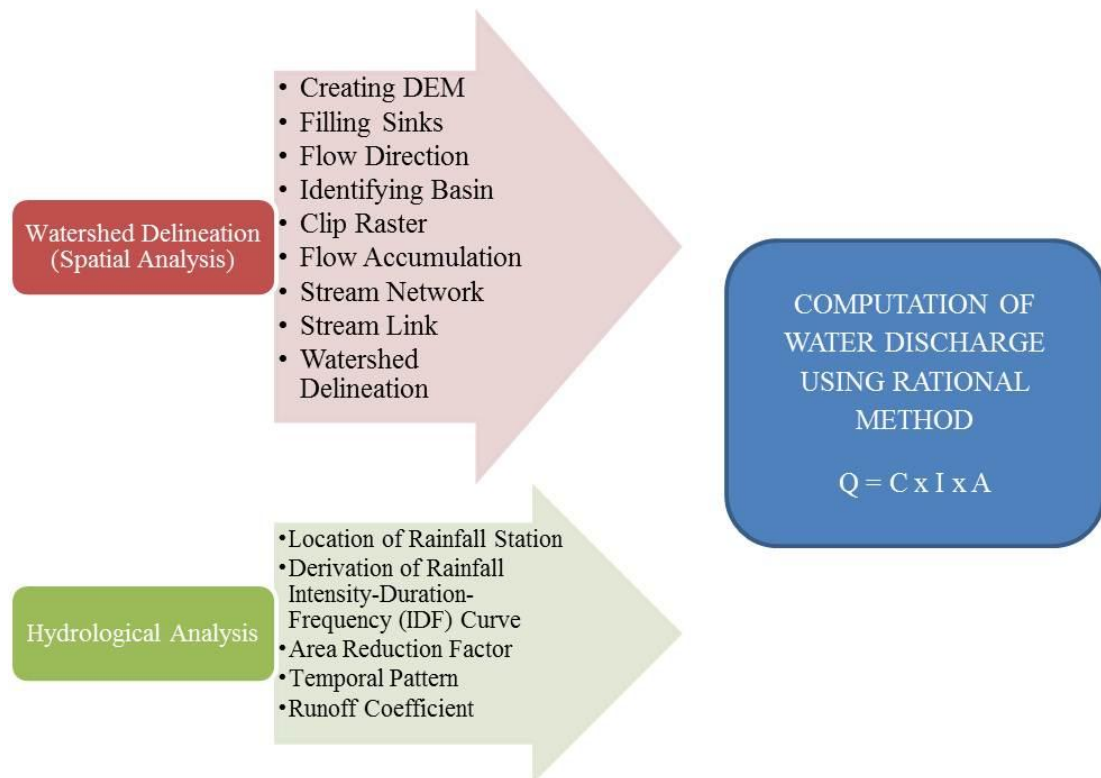 Watershed Delineation
(Spatial Analysis)
• Creating DEM
• Filling Sinks
• Flow Direction
• Identifying Basin
• Clip Raster
• Flow Accumulation
• Stream Network
• Stream Link
• Watershed
Delineation
Hydrological Analysis
•Location of Rainfall Station
•Derivation of Rainfall
Intensity-Duration-
Frequency (IDF) Curve
•Area Reduction Factor
•Temporal Pattern
•Runoff Coefficient
COMPUTATION OF
WATER DISCHARGE
USING RATIONAL
METHOD
Q = C x I x A